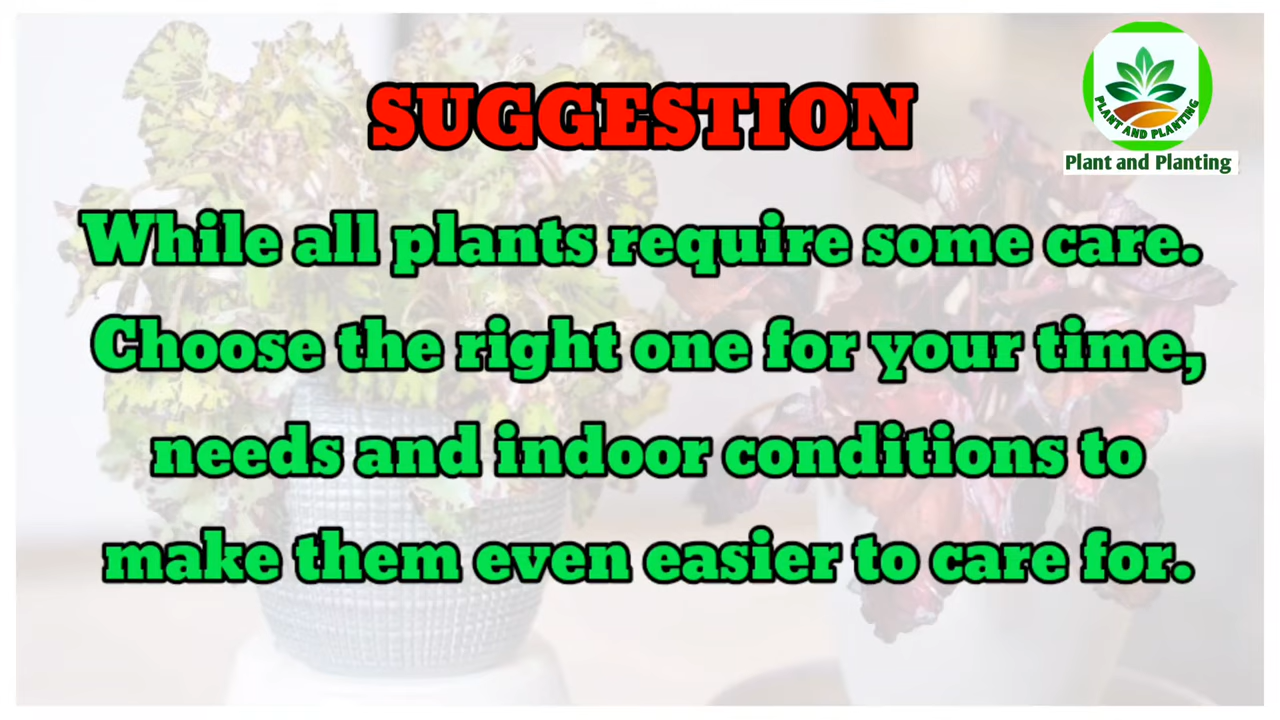 SUGGESTION
PLANT AND PLANTING
Plant and Planting
While all plants require some care.
Choose the right one for your time,
needs and indoor conditions to
make them even easier to care for.